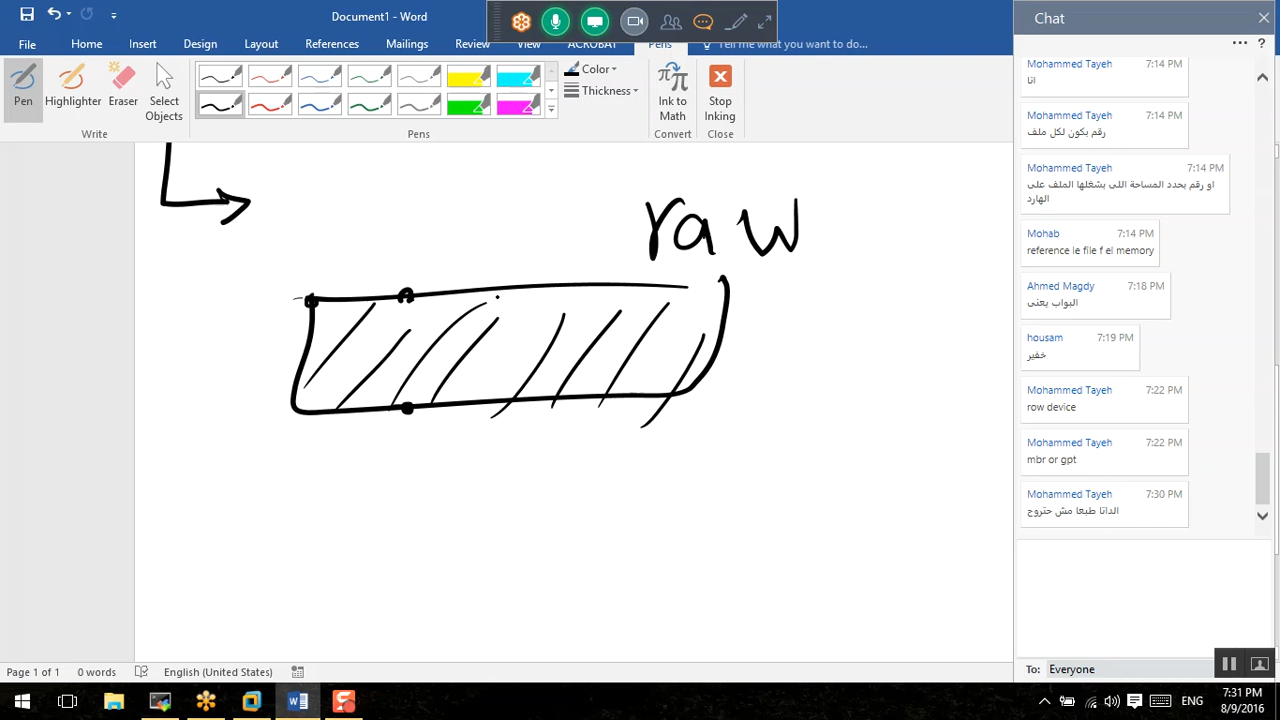 Document1 - Word
File Home Insert Design Layout References Mailings Review View ACROBAT Pens Tell me what you want to do...
Pen
Highlighter
Eraser
Select
Objects
Color
Thickness
Ink to
Math
Stop
Inking
Write
Pens
Convert
Close
raw
Chat
Mohammed Tayeh 7:14 PM
انا
Mohammed Tayeh 7:14 PM
رقم بكون لكل ملف
Mohammed Tayeh 7:14 PM
او رقم بحدد المساحة اللى بشغلها الملف على
الهارد
Mohab 7:14 PM
reference le file f el memory
Ahmed Magdy 7:18 PM
البواب يعنى
housam 7:19 PM
خفير
Mohammed Tayeh 7:22 PM
row device
Mohammed Tayeh 7:22 PM
mbr or gpt
Mohammed Tayeh 7:30 PM
الداتا طبعا مش حتروح
To: Everyone
Page 1 of 1 0 words English (United States)
ENG
7:31 PM
8/9/2016